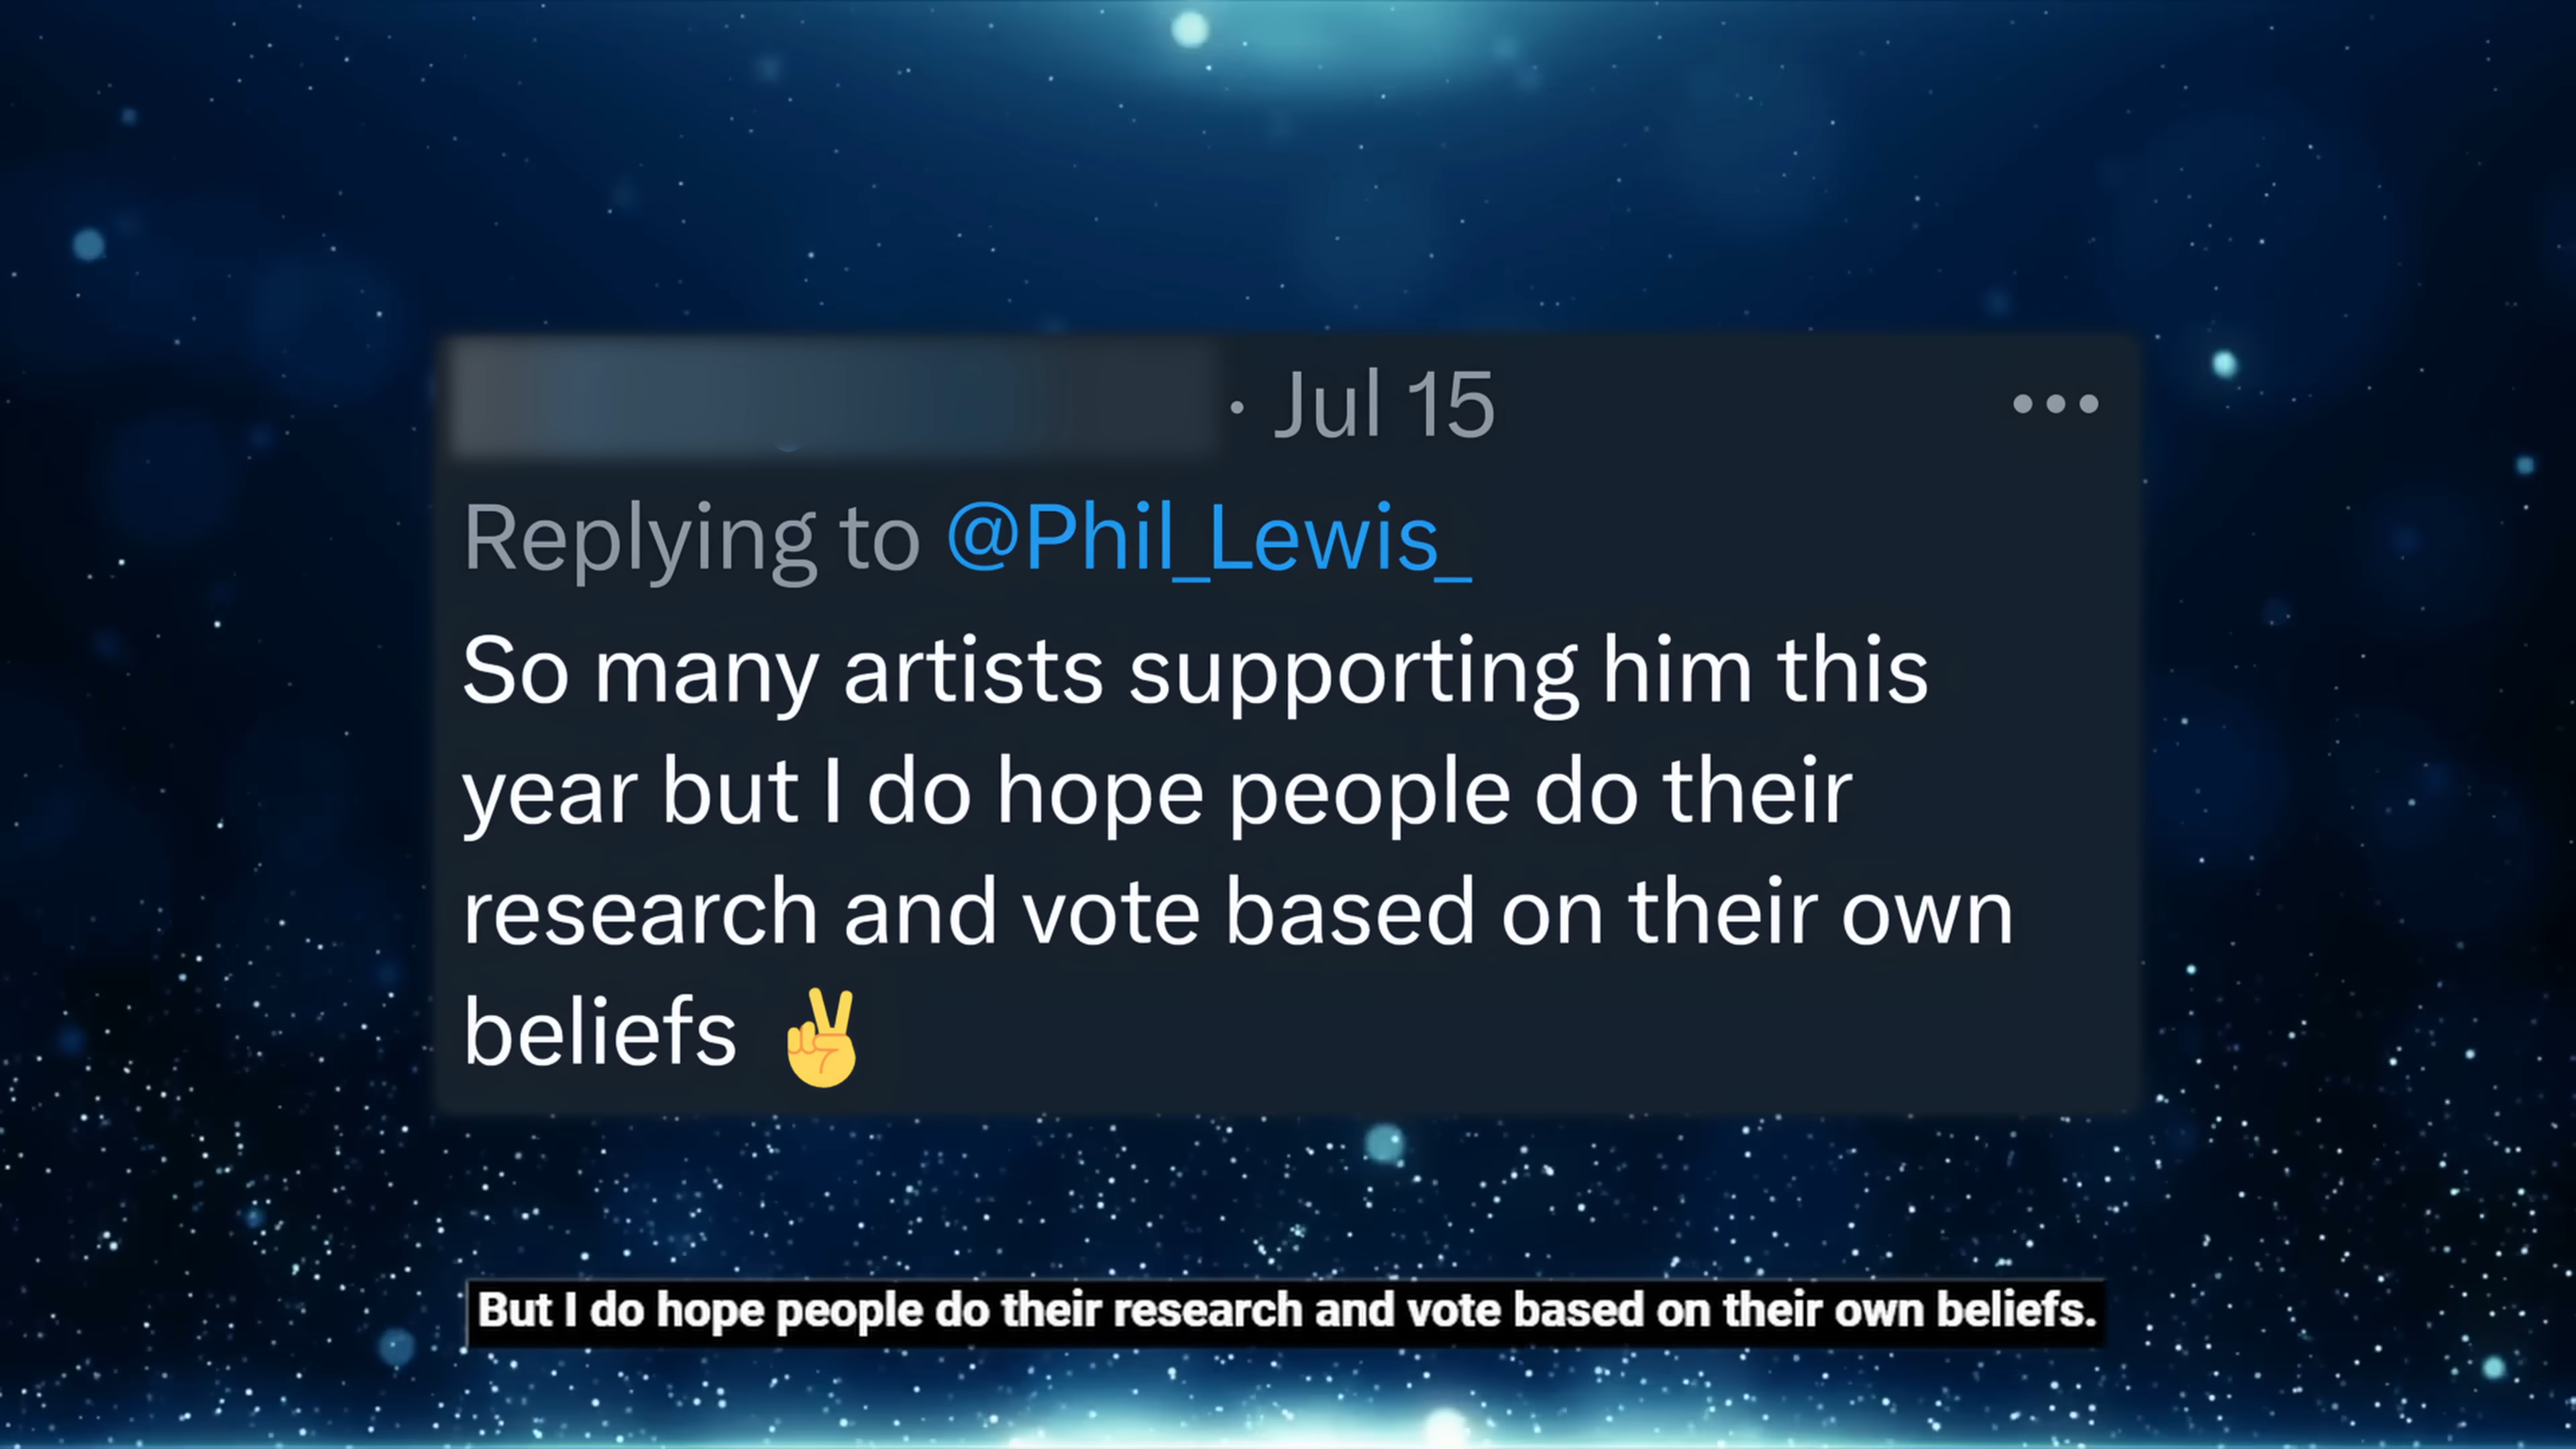 · Jul 15
Replying to @Phil_Lewis_
So many artists supporting him this
year but I do hope people do their
research and vote based on their own
beliefs ✌️
But I do hope people do their research and vote based on their own beliefs.